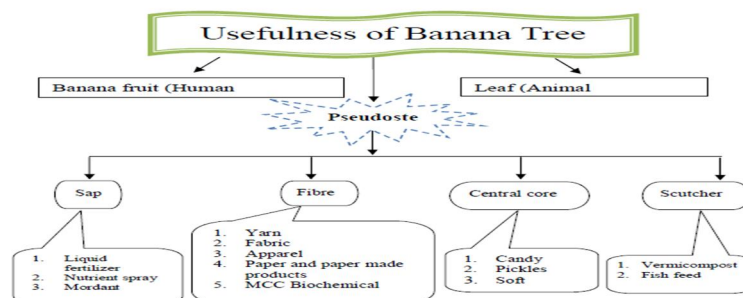 Usefulness of Banana Tree
Banana fruit (Human
Leaf (Animal
Pseudoste
Sap
Fibre
Central core
Scutcher
1. Liquid
fertilizer
2. Nutrient spray
3. Mordant
1. Yarn
2. Fabric
3. Apparel
4. Paper and paper made
products
5. MCC Biochemical
1. Candy
2. Pickles
3. Soft
1. Vermicompost
2. Fish feed